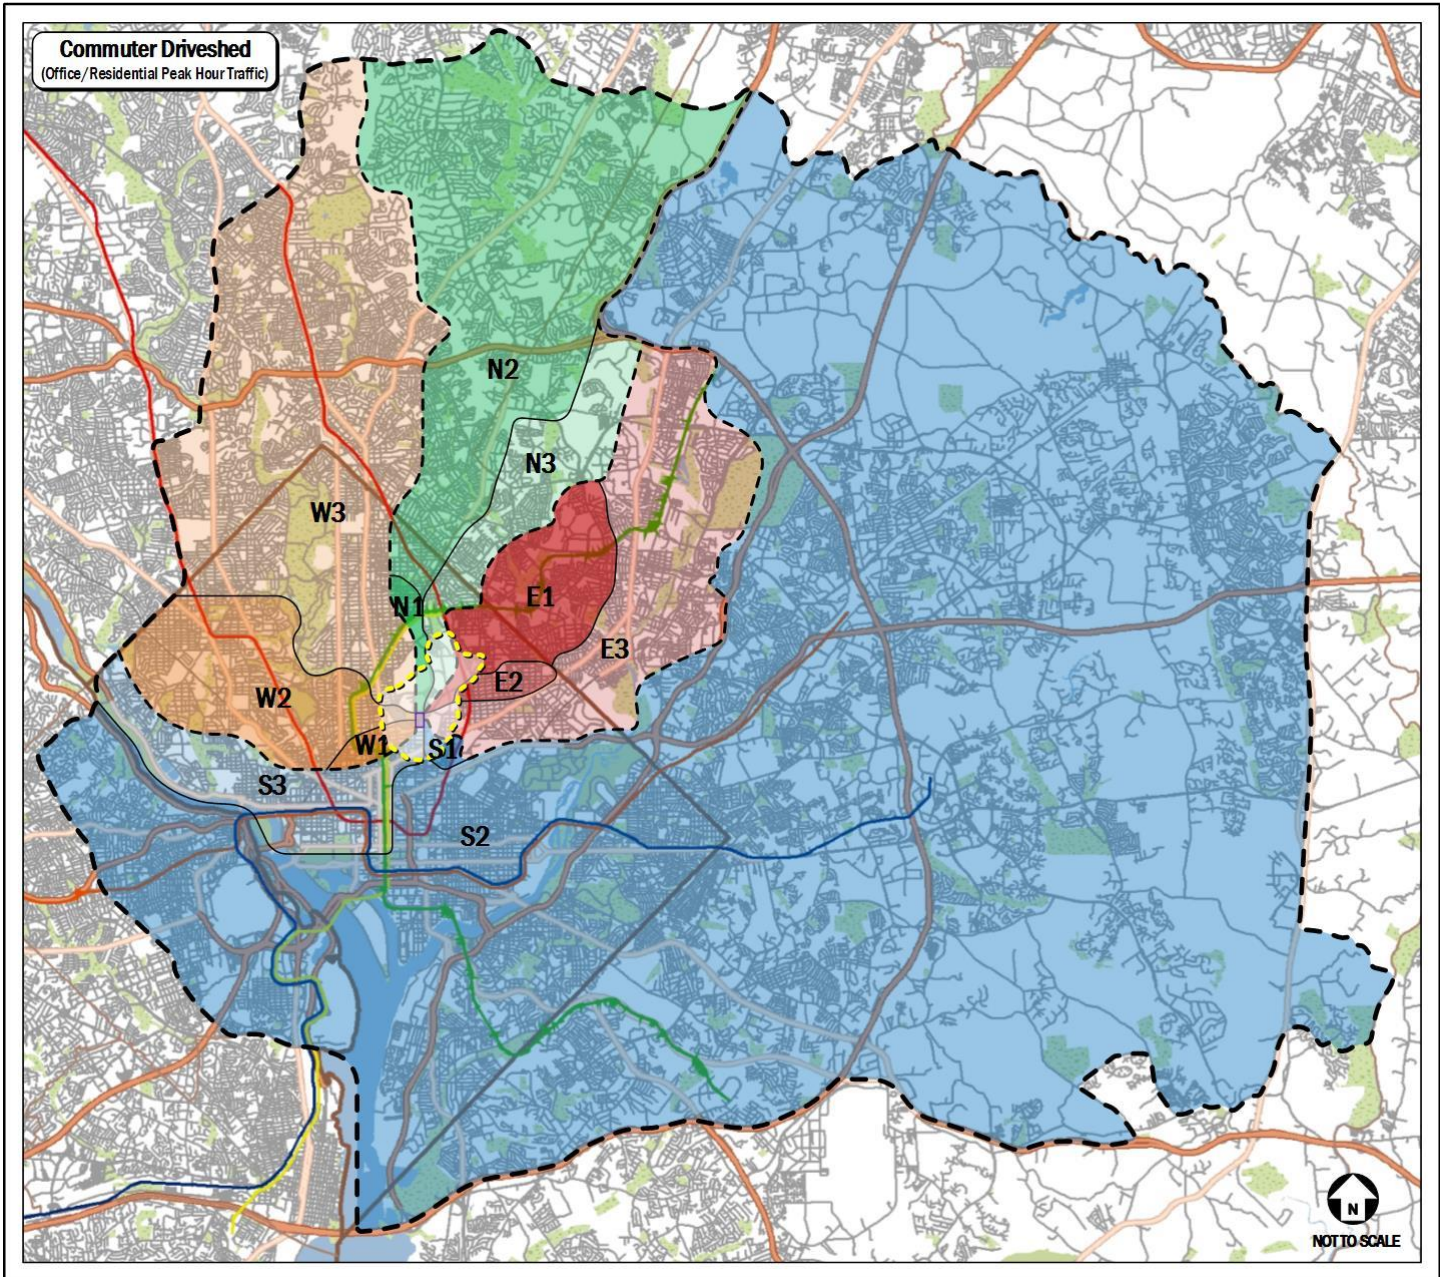 Commuter Driveshed
(Office/Residential Peak Hour Traffic)
N2
N3
W3
N1
E1
E3
E2
W2
W1
S1
S3
S2
N
NOT TO SCALE